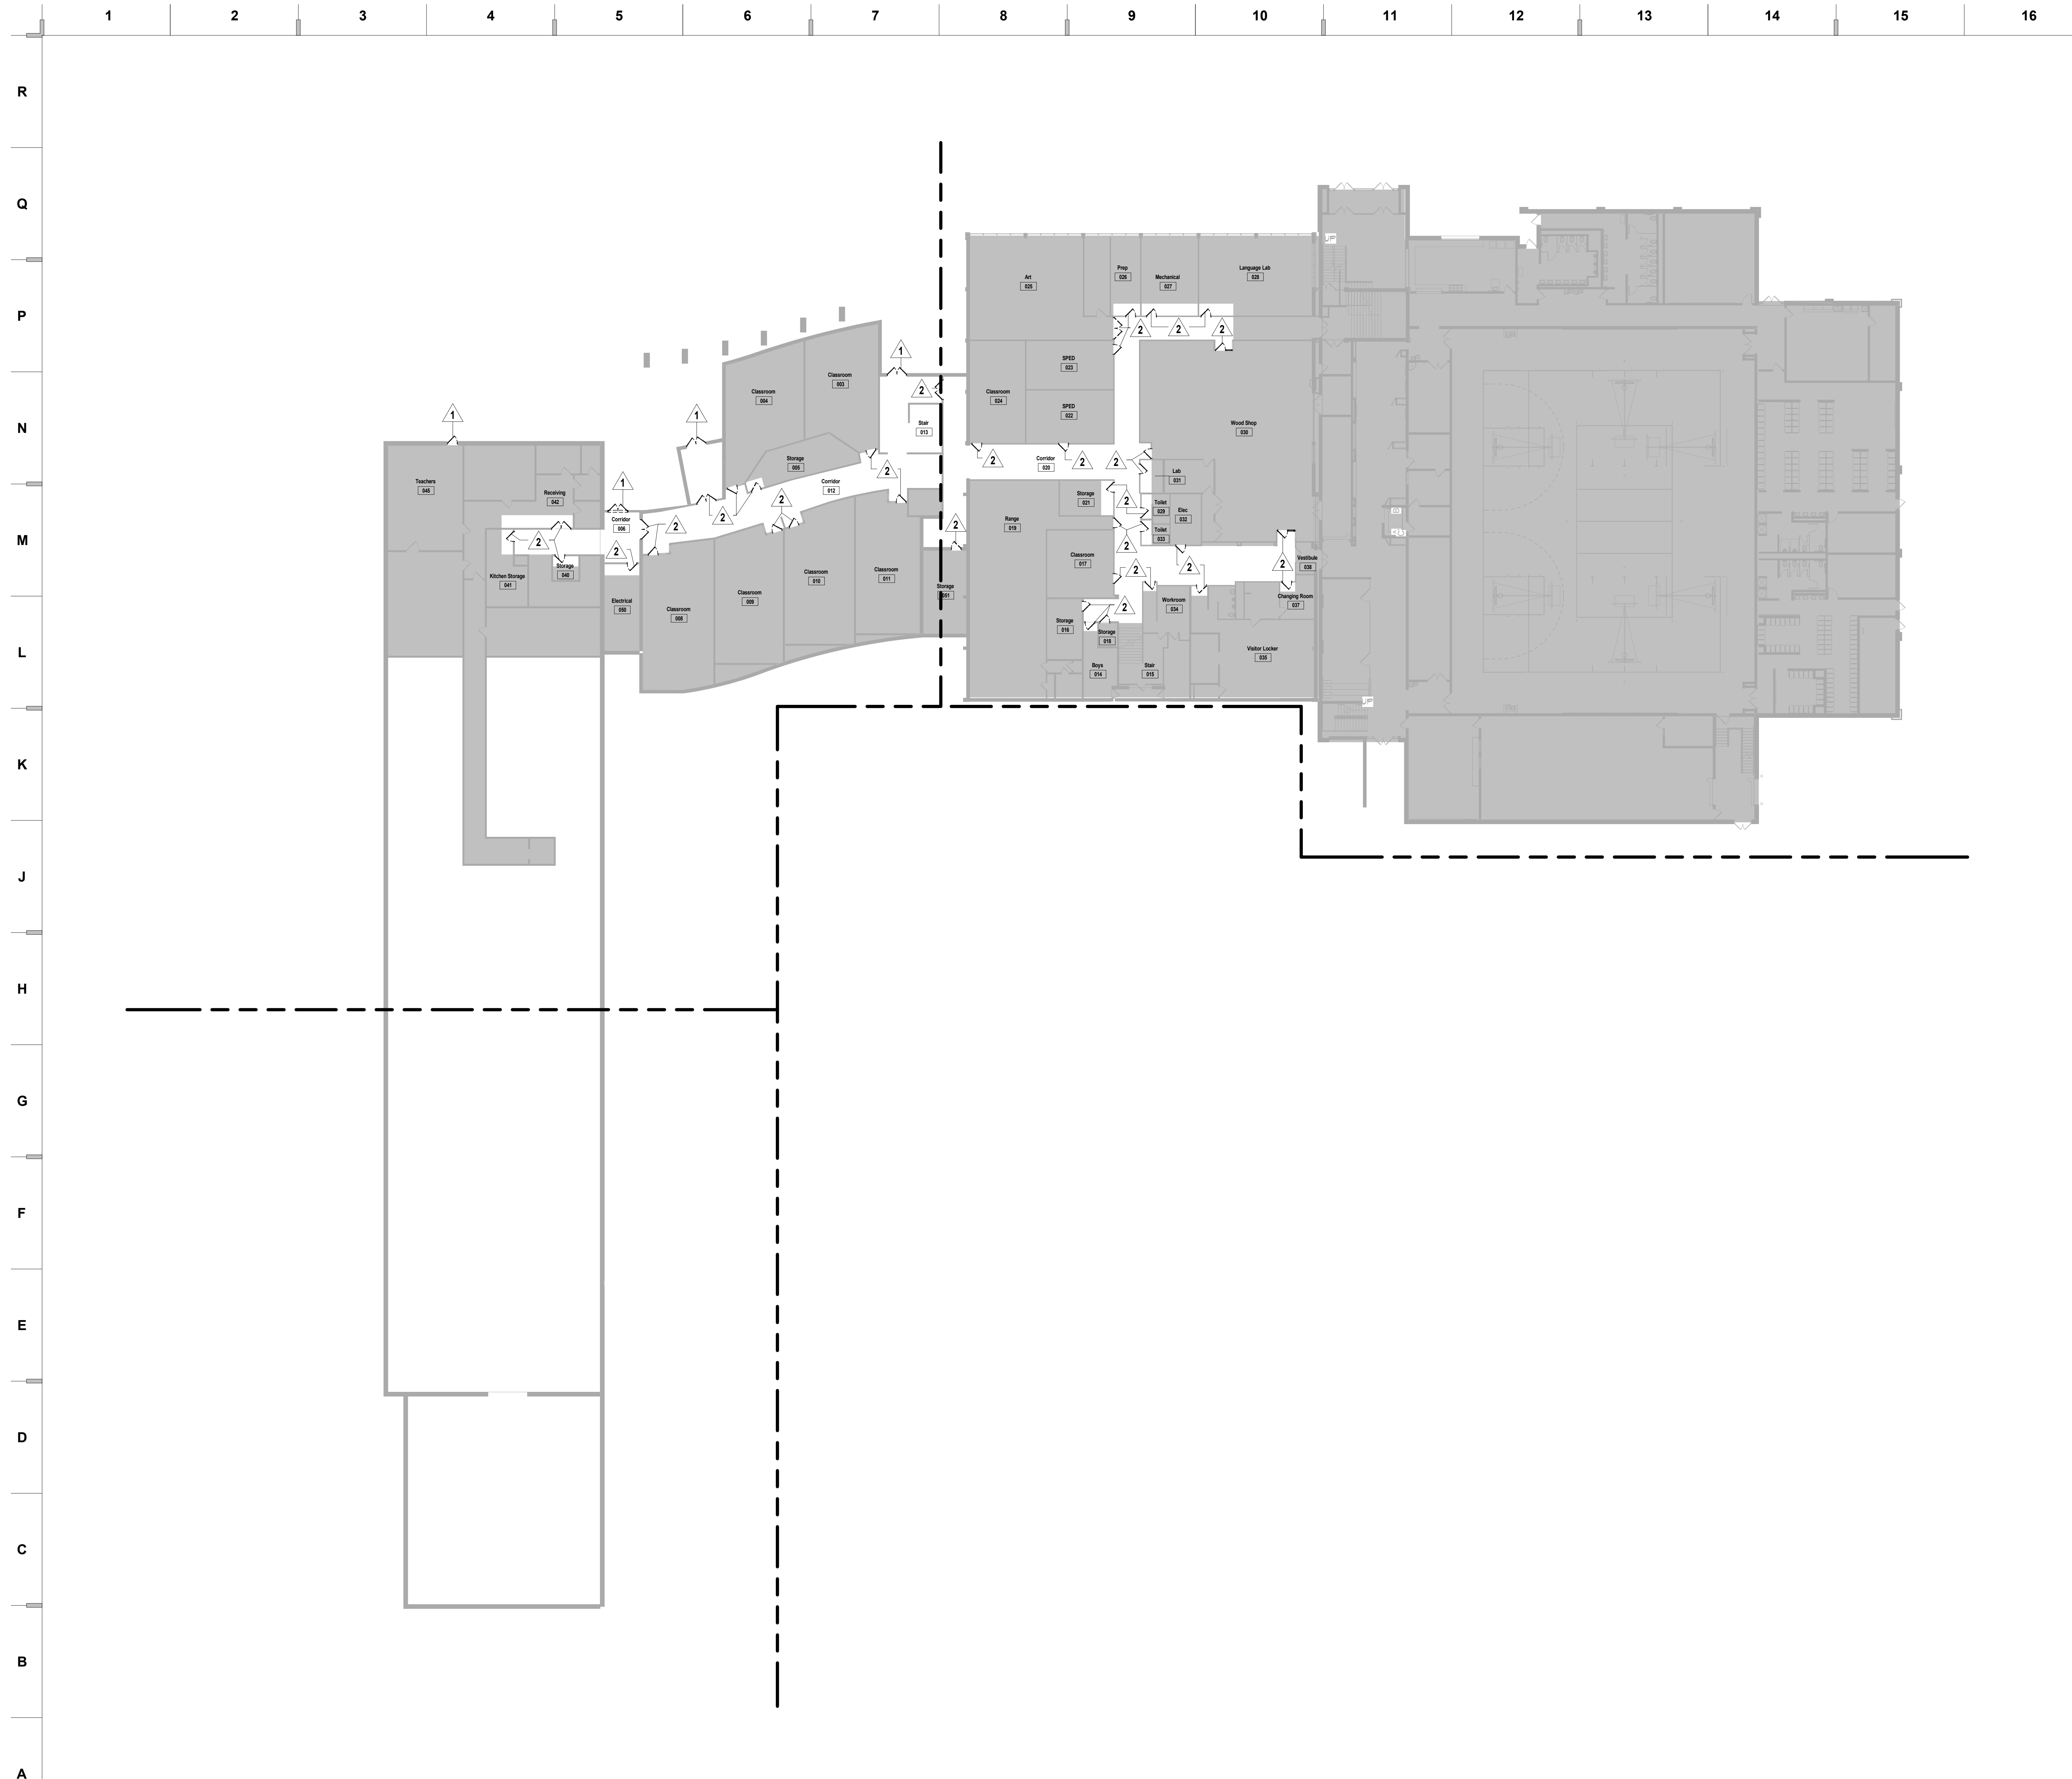 1 2 3 4 5 6 7 8 9 10 11 12 13 14 15 16
R
Q
P
N
M
L
K
J
H
G
F
E
D
C
B
A
Art
025
Prep
026
Mechanical
027
Language Lab
028
2
2
2
1
Classroom
003
Classroom
004
SPED
023
Classroom
024
SPED
022
2
Stair
013
1
1
Wood Shop
030
Storage
005
Corridor
012
2
2
Corridor
020
2
2
Lab
031
Teachers
045
Receiving
042
1
Corridor
006
2
2
2
2
2
2
2
Range
019
Storage
021
2
Toilet
029
Elec
032
Toilet
033
2
2
2
2
Vestibule
038
Classroom
017
Storage
040
Kitchen Storage
041
Electrical
050
Classroom
008
Classroom
009
Classroom
010
Classroom
011
Storage
001
2
Workroom
034
Changing Room
037
Storage
016
Storage
018
Boys
014
Stair
015
Visitor Locker
035
UP
UP